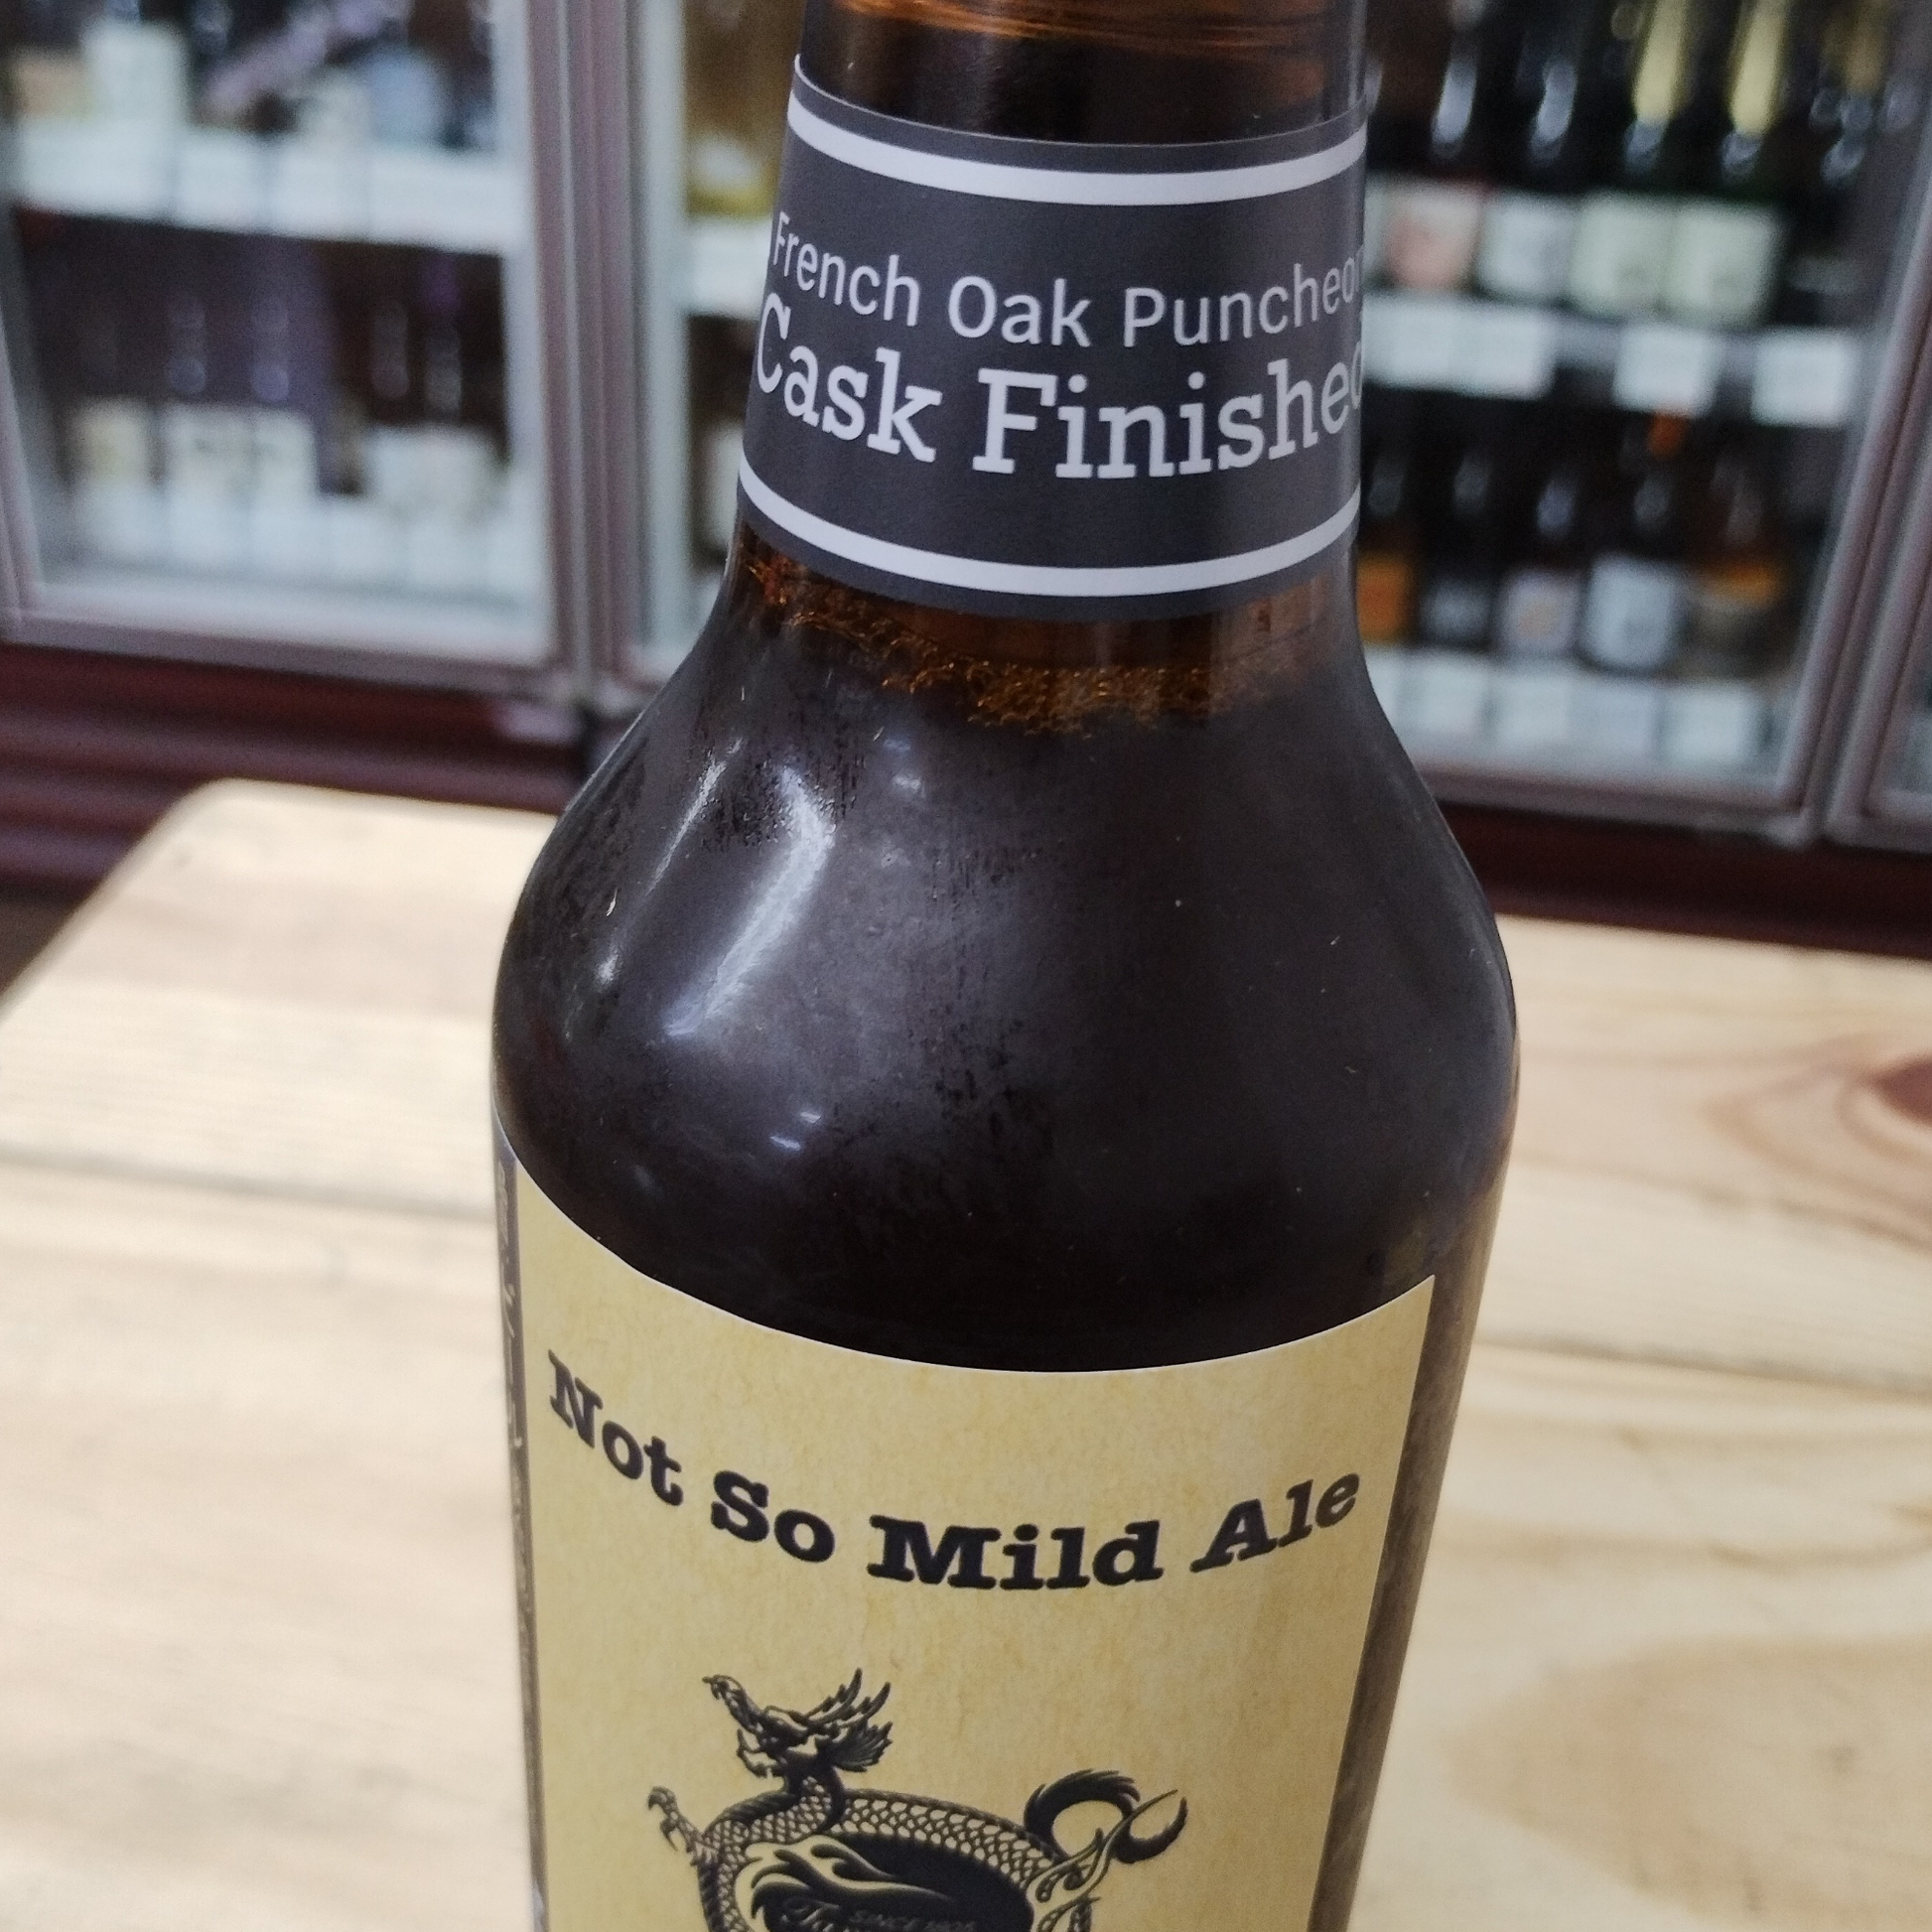 French Oak Puncheon
Cask Finished
Not So Mild Ale